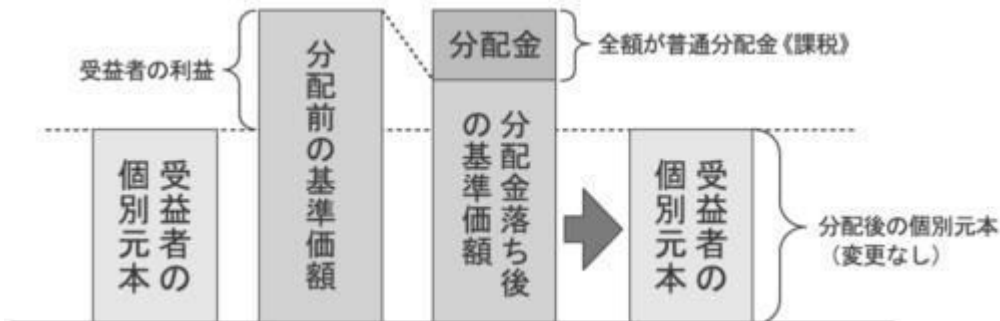 受益者の利益
受益者の
個別元本
分配前の基準価額
分配金
全額が普通分配金《課税》
分配金落ち後
の基準価額
受益者の
個別元本
分配後の個別元本
（変更なし）